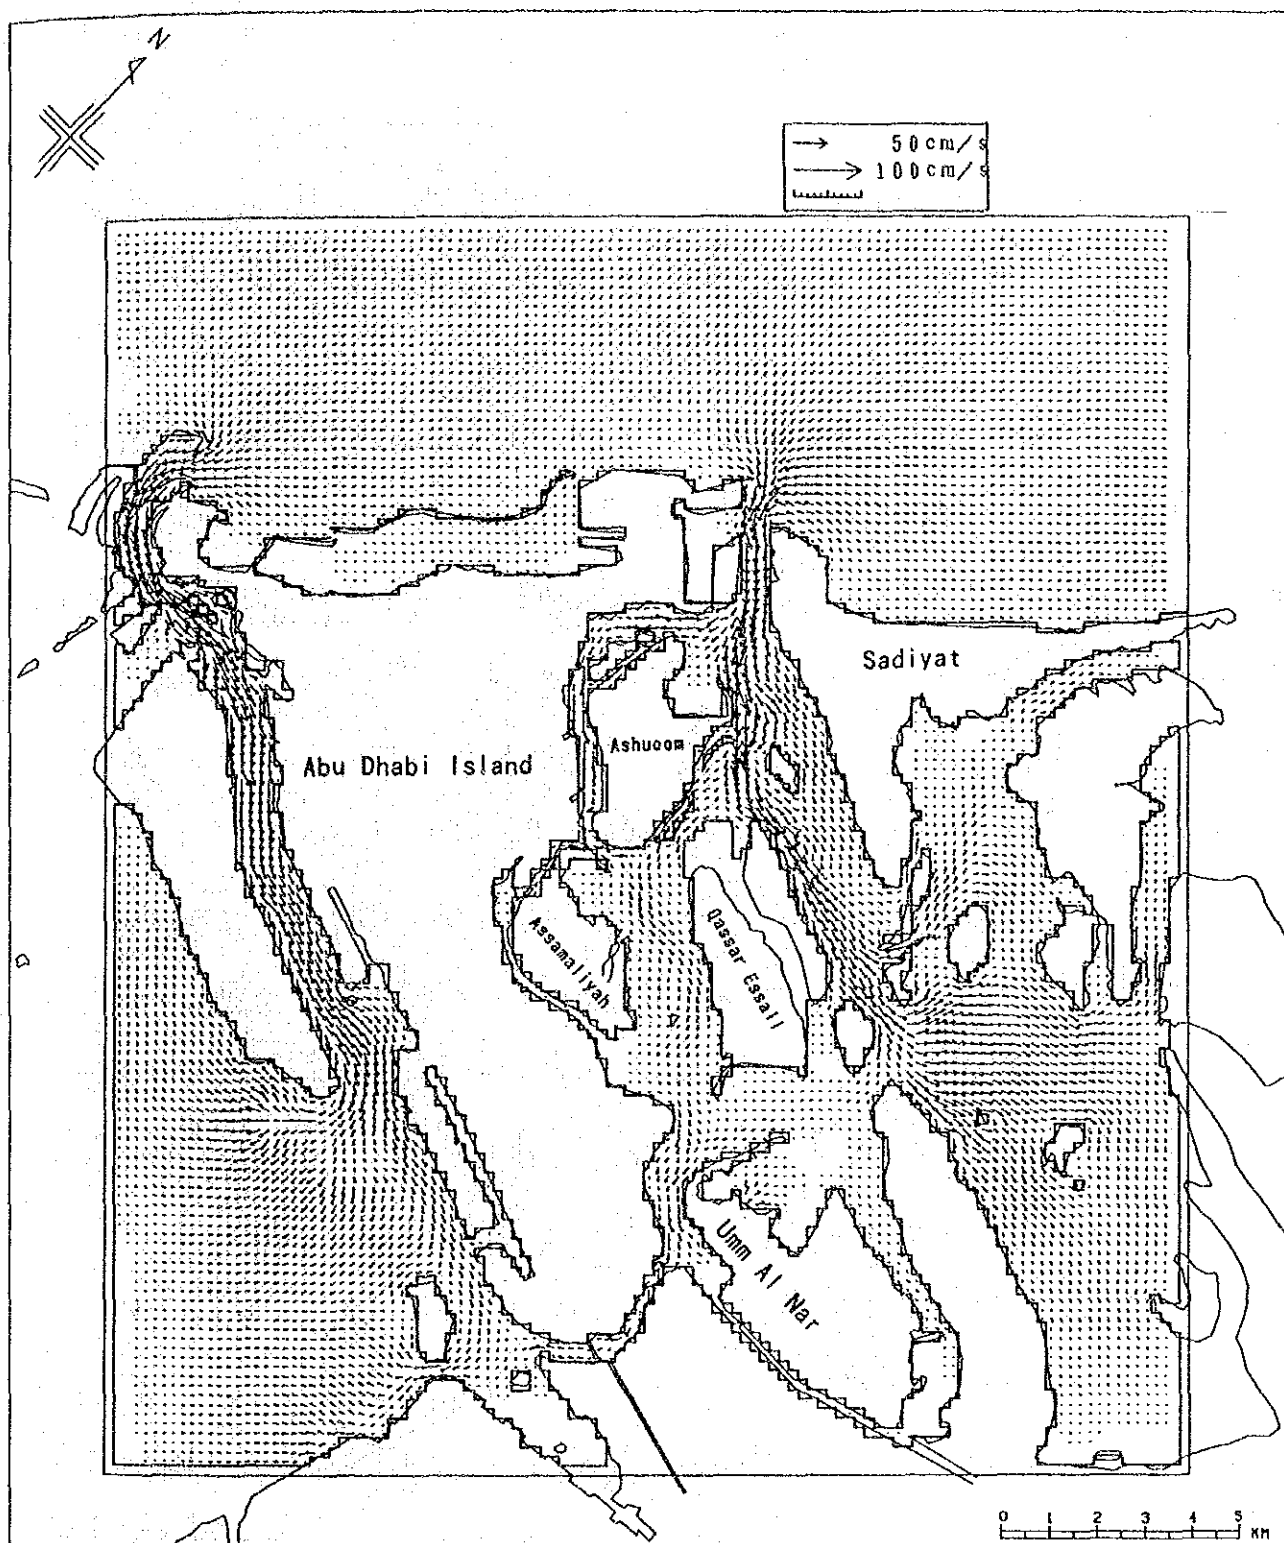 N
50cm/s
100cm/s
Sadiyat
Ashuoom
Abu Dhabi Island
Assamaliyah
Qassar Essali
Umm Al Nar
0 1 2 3 4 5
KM